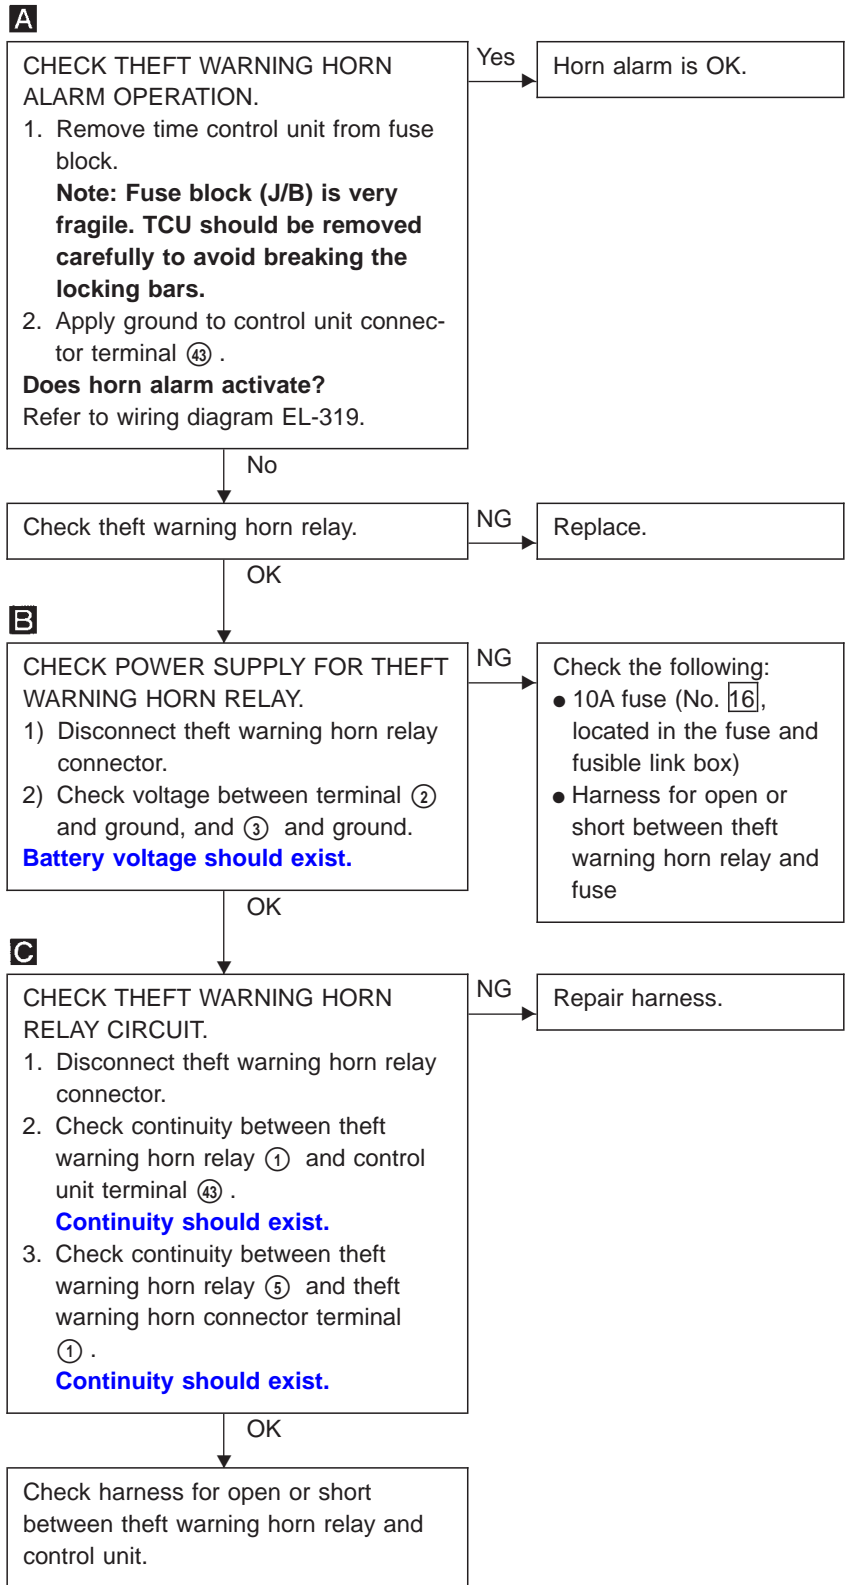 A
CHECK THEFT WARNING HORN
ALARM OPERATION.
1. Remove time control unit from fuse
block.
Note: Fuse block (J/B) is very
fragile. TCU should be removed
carefully to avoid breaking the
locking bars.
2. Apply ground to control unit connec-
tor terminal ㊸ .
Does horn alarm activate?
Refer to wiring diagram EL-319.
Yes
Horn alarm is OK.
No
Check theft warning horn relay.
NG
Replace.
OK
B
CHECK POWER SUPPLY FOR THEFT
WARNING HORN RELAY.
1) Disconnect theft warning horn relay
connector.
2) Check voltage between terminal ②
and ground, and ③ and ground.
Battery voltage should exist.
NG
Check the following:
● 10A fuse (No. 16,
located in the fuse and
fusible link box)
● Harness for open or
short between theft
warning horn relay and
fuse
OK
C
CHECK THEFT WARNING HORN
RELAY CIRCUIT.
1. Disconnect theft warning horn relay
connector.
2. Check continuity between theft
warning horn relay ① and control
unit terminal ㊸ .
Continuity should exist.
3. Check continuity between theft
warning horn relay ⑤ and theft
warning horn connector terminal
① .
Continuity should exist.
NG
Repair harness.
OK
Check harness for open or short
between theft warning horn relay and
control unit.